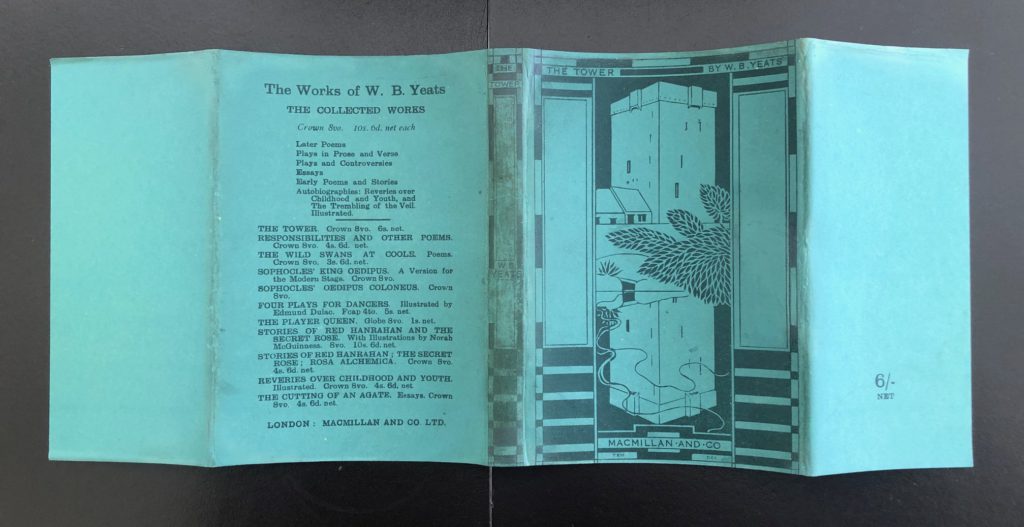 The Works of W. B. Yeats
THE COLLECTED WORKS
Crown 8vo. 10s. 6d. net each
Later Poems
Plays in Prose and Verse
Plays and Controversies
Essays
Early Poems and Stories
Autobiographies: Reveries over
Childhood and Youth, and
The Trembling of the Veil.
Illustrated.
THE TOWER. Crown 8vo. 6s. net.
RESPONSIBILITIES AND OTHER POEMS.
Crown 8vo. 4s. 6d. net.
THE WILD SWANS AT COOLE. Poems.
Crown 8vo. 3s. 6d. net.
SOPHOCLES' KING OEDIPUS. A Version for
the Modern Stage. Crown 8vo.
SOPHOCLES' OEDIPUS COLONEUS. Crown
8vo.
FOUR PLAYS FOR DANCERS. Illustrated by
Edmund Dulac. Fcap 4to. 5s. net.
THE PLAYER QUEEN. Globe 8vo. 1s. net.
STORIES OF RED HANRAHAN AND THE
SECRET ROSE. With Illustrations by Norah
McGuinness. 8vo. 10s. 6d. net.
STORIES OF RED HANRAHAN; THE SECRET
ROSE; ROSA ALCHEMICA. Crown 8vo.
4s. 6d. net.
REVERIES OVER CHILDHOOD AND YOUTH.
Illustrated. Crown 8vo. 4s. 6d. net
THE CUTTING OF AN AGATE. Essays. Crown
8vo. 4s. 6d. net.
LONDON: MACMILLAN AND CO. LTD.
THE
TOWER
W B
YEATS
THE TOWER BY W. B. YEATS
MACMILLAN·AND·CO
6/-
NET